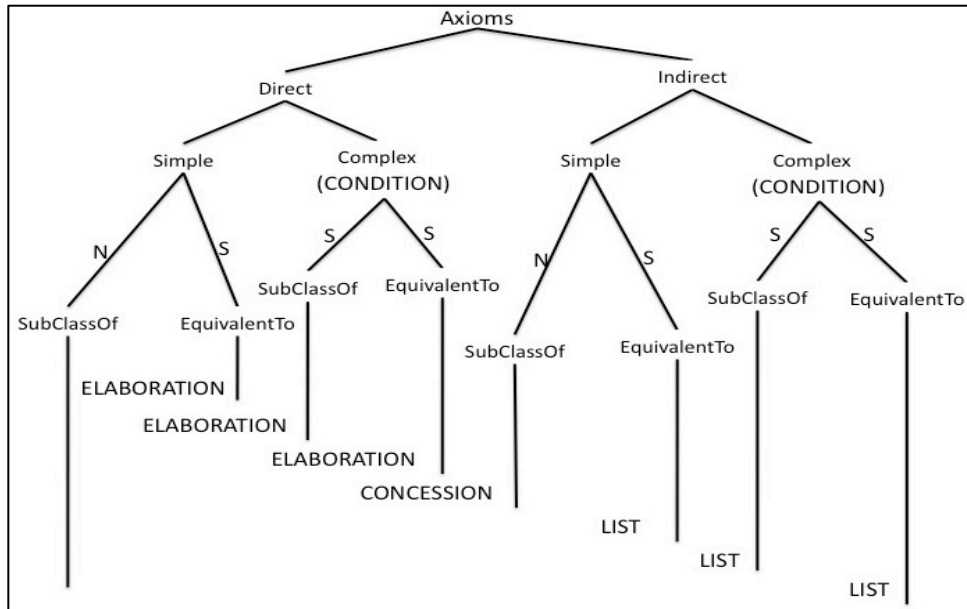 Axioms
Direct
Indirect
Simple
Complex
(CONDITION)
Simple
Complex
(CONDITION)
N
S
S
S
N
S
S
S
SubClassOf
EquivalentTo
SubClassOf
EquivalentTo
SubClassOf
EquivalentTo
SubClassOf
EquivalentTo
ELABORATION
ELABORATION
ELABORATION
CONCESSION
LIST
LIST
LIST